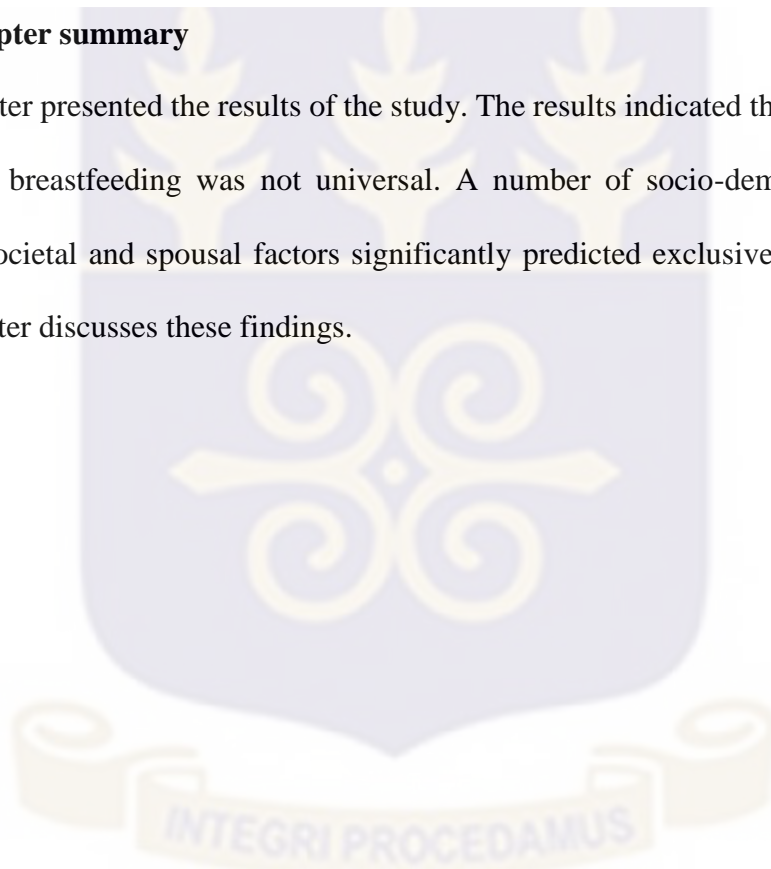 pter summary
ter presented the results of the study. The results indicated th
breastfeeding was not universal. A number of socio-dem
ocietal and spousal factors significantly predicted exclusive
ter discusses these findings.
INTEGRI PROCEDAMUS